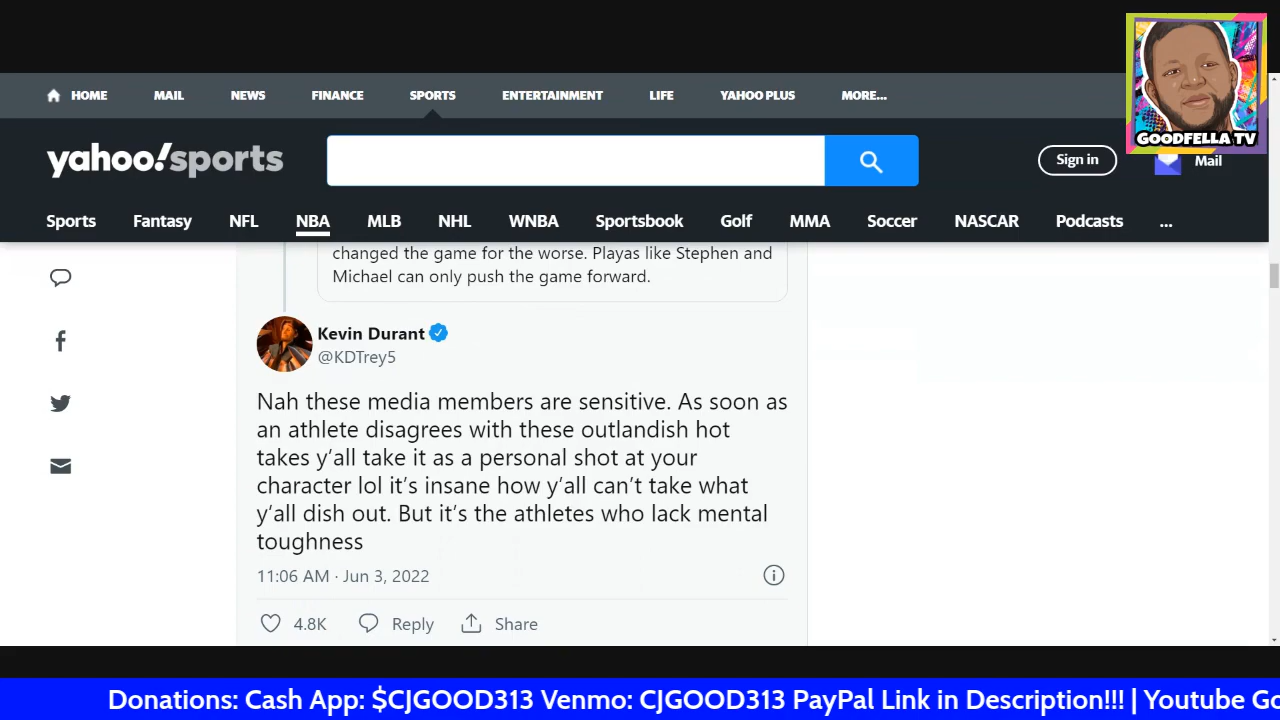 HOME MAIL NEWS FINANCE SPORTS ENTERTAINMENT LIFE YAHOO PLUS MORE...
GOODFELLA TV
yahoo!sports
Sign in
Mail
Sports Fantasy NFL NBA MLB NHL WNBA Sportsbook Golf MMA Soccer NASCAR Podcasts ...
changed the game for the worse. Playas like Stephen and
Michael can only push the game forward.
Kevin Durant
@KDTrey5
Nah these media members are sensitive. As soon as
an athlete disagrees with these outlandish hot
takes y’all take it as a personal shot at your
character lol it’s insane how y’all can’t take what
y’all dish out. But it’s the athletes who lack mental
toughness
11:06 AM · Jun 3, 2022
4.8K Reply Share
Donations: Cash App: $CJGOOD313 Venmo: CJGOOD313 PayPal Link in Description!!! | Youtube Go